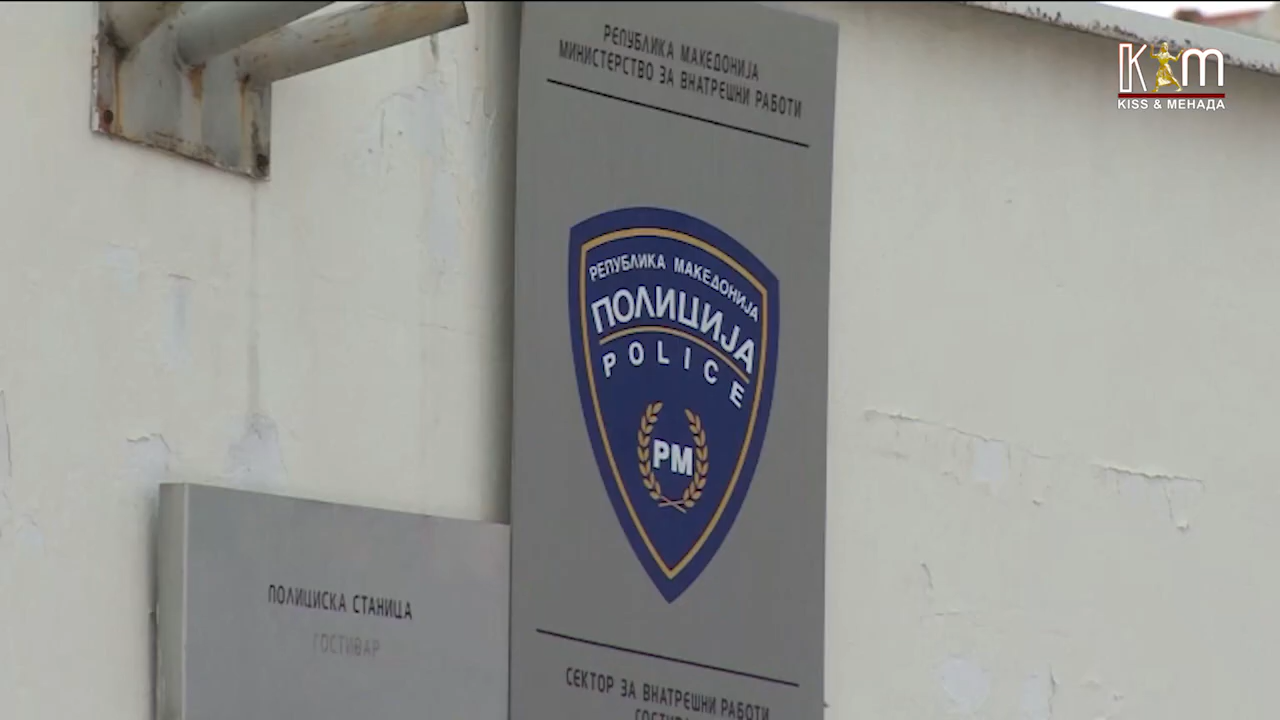 РЕПУБЛИКА МАКЕДОНИЈА
МИНИСТЕРСТВО ЗА ВНАТРЕШНИ РАБОТИ
KM
KISS & МЕНАДА
РЕПУБЛИКА МАКЕДОНИЈА
ПОЛИЦИЈА
POLICE
РМ
ПОЛИЦИСКА СТАНИЦА
ГОСТИВАР
СЕКТОР ЗА ВНАТРЕШНИ РАБОТИ